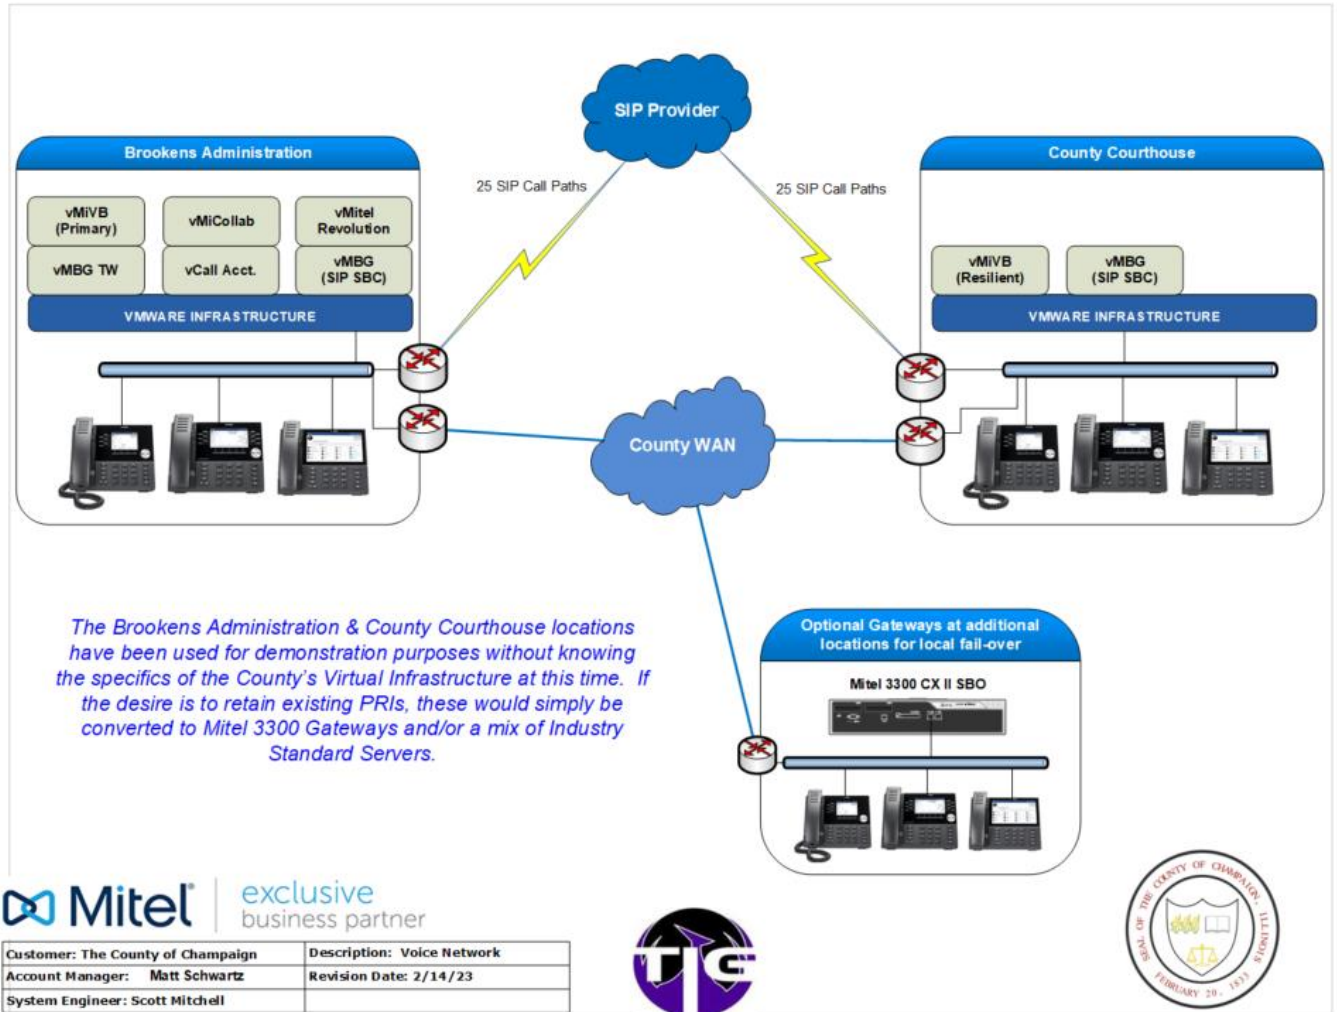 SIP Provider
Brookens Administration
County Courthouse
25 SIP Call Paths
25 SIP Call Paths
vMiVB
(Primary)
vMiCollab
vMitel
Revolution
vMBG TW
vCall Acct.
vMBG
(SIP SBC)
VMWARE INFRASTRUCTURE
vMiVB
(Resilient)
vMBG
(SIP SBC)
VMWARE INFRASTRUCTURE
County WAN
The Brookens Administration & County Courthouse locations
have been used for demonstration purposes without knowing
the specifics of the County's Virtual Infrastructure at this time. If
the desire is to retain existing PRIs, these would simply be
converted to Mitel 3300 Gateways and/or a mix of Industry
Standard Servers.
Optional Gateways at additional
locations for local fail-over
Mitel 3300 CX II SBO
Mitel®
exclusive
business partner
Customer: The County of Champaign
Description: Voice Network
Account Manager: Matt Schwartz
Revision Date: 2/14/23
System Engineer: Scott Mitchell
TIG
SEAL OF THE COUNTY OF CHAMPAIGN, ILLINOIS
FEBRUARY 20, 1833